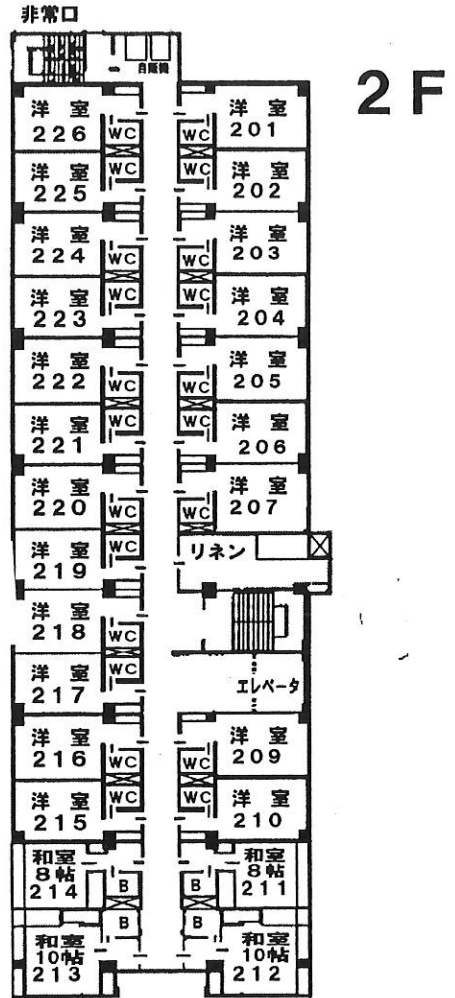 非常口
自販機
2F
洋室
226
WC
WC
洋室
201
洋室
225
WC
WC
洋室
202
洋室
224
WC
WC
洋室
203
洋室
223
WC
WC
洋室
204
洋室
222
WC
WC
洋室
205
洋室
221
WC
WC
洋室
206
洋室
220
WC
WC
洋室
207
洋室
219
WC
リネン
洋室
218
WC
洋室
217
WC
エレベータ
洋室
216
WC
WC
洋室
209
洋室
215
WC
WC
洋室
210
和室
8帖
214
B
B
和室
8帖
211
和室
10帖
213
B
B
和室
10帖
212